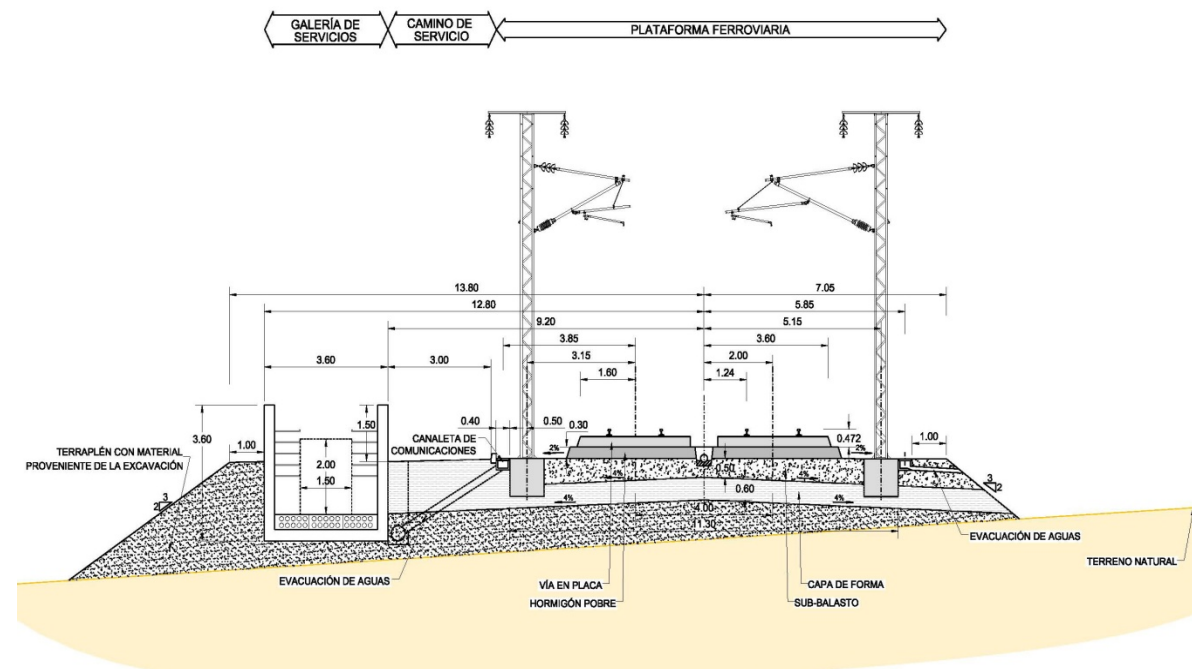 GALERÍA DE
SERVICIOS
CAMINO DE
SERVICIO
PLATAFORMA FERROVIARIA
13.80
7.05
12.80
5.85
9.20
5.15
3.85
3.60
3.60
3.00
3.15
2.00
1.60
1.24
0.40
0.50
0.30
1.50
3.60
1.00
CANALETA DE
COMUNICACIONES
2%
2%
0.472
1.00
TERRAPLÉN CON MATERIAL
PROVENIENTE DE LA EXCAVACIÓN
2.00
1.50
0.50
4%
4%
3
2
3
2
0.60
4%
4%
4.00
11.30
EVACUACIÓN DE AGUAS
EVACUACIÓN DE AGUAS
TERRENO NATURAL
VÍA EN PLACA
CAPA DE FORMA
HORMIGÓN POBRE
SUB-BALASTO